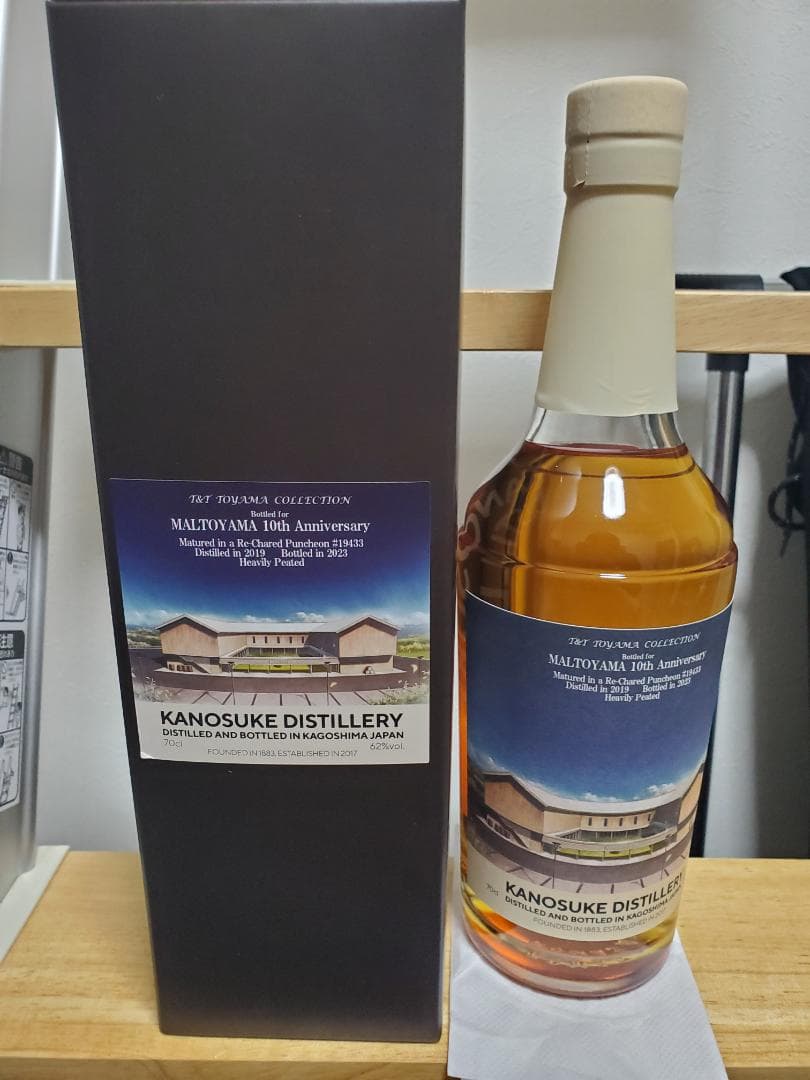 T&T TOYAMA COLLECTION
Bottled for
MALTOYAMA 10th Anniversary
Matured in a Re-Chared Puncheon #19433
Distilled in 2019 Bottled in 2023
Heavily Peated
KANOSUKE DISTILLERY
DISTILLED AND BOTTLED IN KAGOSHIMA JAPAN
70cl 62%vol.
FOUNDED IN 1883, ESTABLISHED IN 2017
T&T TOYAMA COLLECTION
Bottled for
MALTOYAMA 10th Anniversary
Matured in a Re-Chared Puncheon #19433
Distilled in 2019 Bottled in 2023
Heavily Peated
70cl
KANOSUKE DISTILLERY
DISTILLED AND BOTTLED IN KAGOSHIMA
FOUNDED IN 1883, ESTABLISHED IN 2017
注意